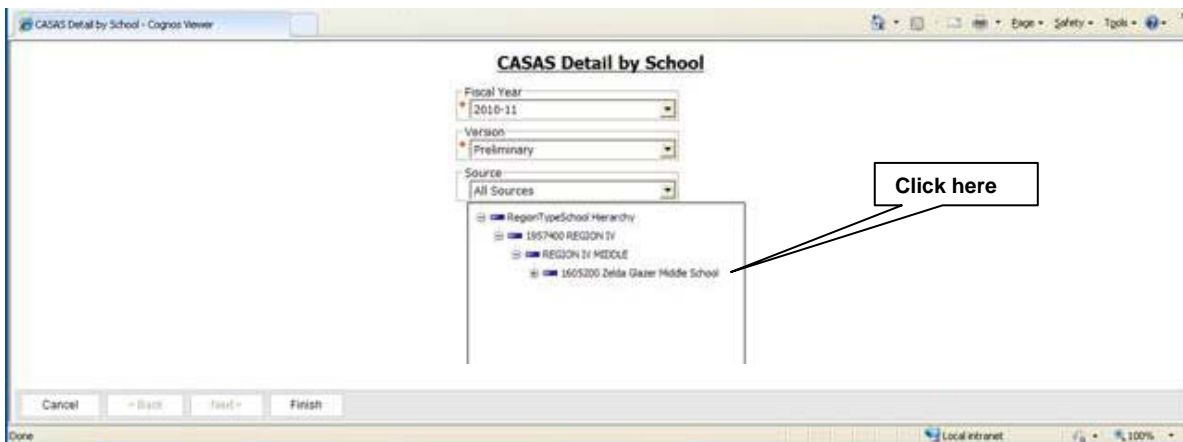 CASAS Detail by School - Cognos Viewer
Page Safety Tools
CASAS Detail by School
Fiscal Year
* 2010-11
Version
* Preliminary
Source
All Sources
Click here
RegionTypeSchool Hierarchy
1957400 REGION IV
REGION IV MIDDLE
1605200 Zelda Glazer Middle School
Cancel < Back Next > Finish
Done Local intranet 100%